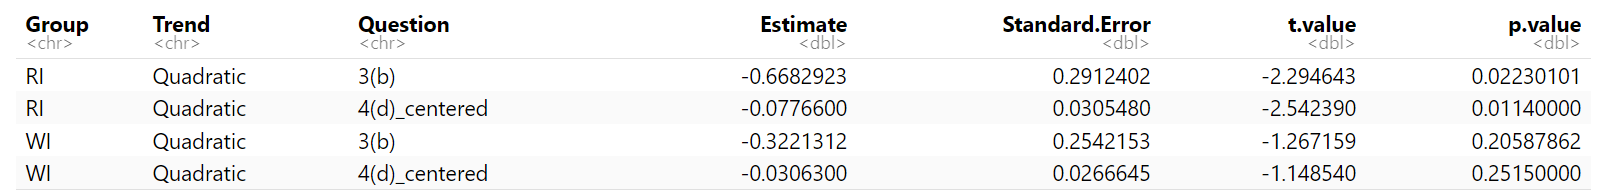 Group Trend Question Estimate Standard.Error t.value p.value
<chr> <chr> <chr> <dbl> <dbl> <dbl> <dbl>
RI Quadratic 3(b) -0.6682923 0.2912402 -2.294643 0.02230101
RI Quadratic 4(d)_centered -0.0776600 0.0305480 -2.542390 0.01140000
WI Quadratic 3(b) -0.3221312 0.2542153 -1.267159 0.20587862
WI Quadratic 4(d)_centered -0.0306300 0.0266645 -1.148540 0.25150000